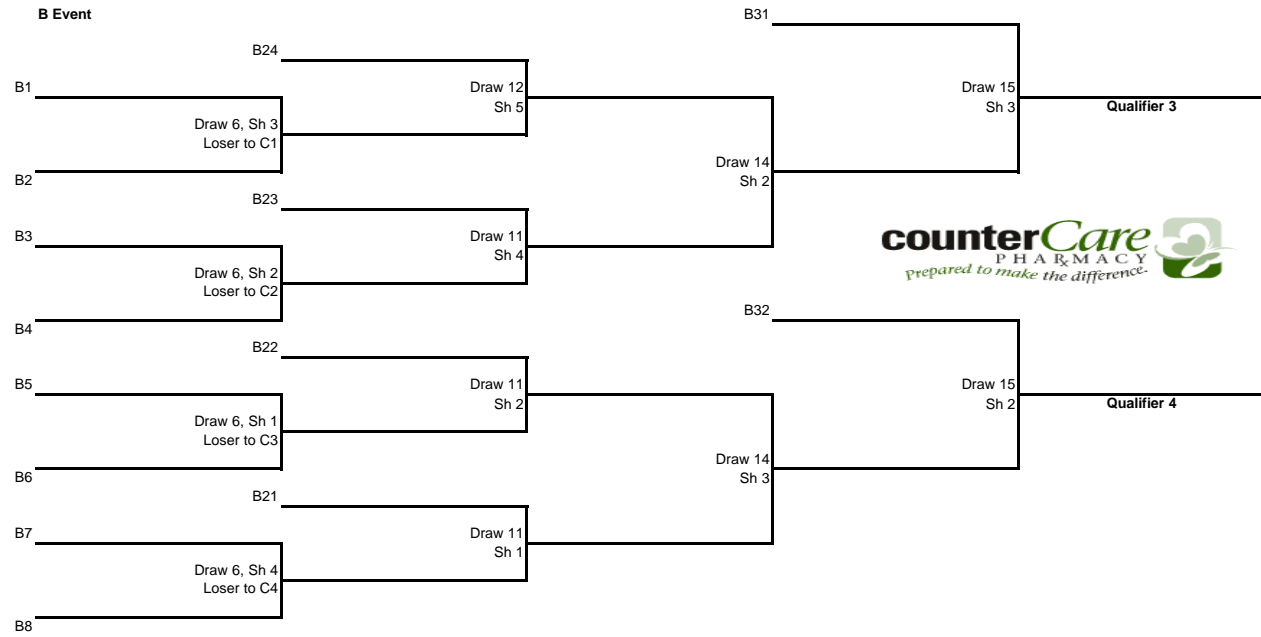 B Event
B31
B24
B1
Draw 12
Sh 5
Draw 15
Sh 3
Qualifier 3
Draw 6, Sh 3
Loser to C1
B2
Draw 14
Sh 2
B23
B3
Draw 11
Sh 4
counterCare
PHARMACY
Prepared to make the difference.
Draw 6, Sh 2
Loser to C2
B4
B32
B22
B5
Draw 11
Sh 2
Draw 15
Sh 2
Qualifier 4
Draw 6, Sh 1
Loser to C3
B6
Draw 14
Sh 3
B21
B7
Draw 11
Sh 1
Draw 6, Sh 4
Loser to C4
B8